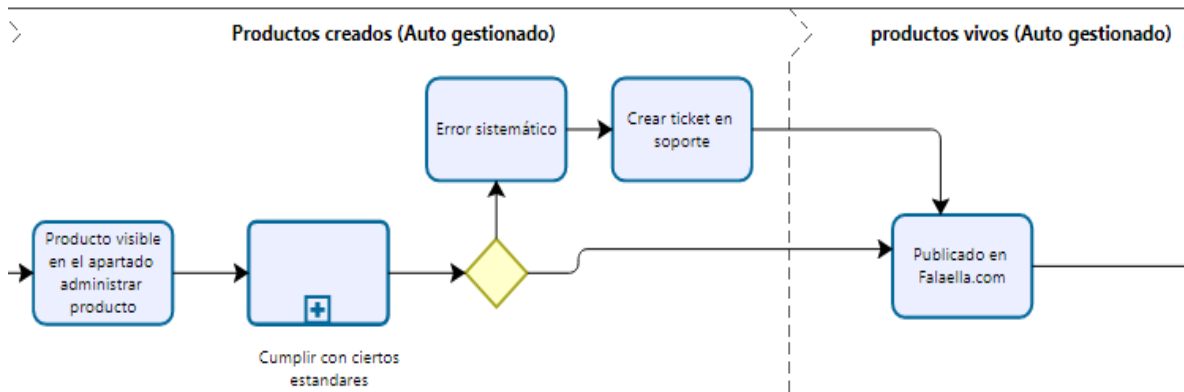 Productos creados (Auto gestionado)
productos vivos (Auto gestionado)
Error sistemático
Crear ticket en
soporte
Producto visible
en el apartado
administrar
producto
Cumplir con ciertos
estandares
Publicado en
Falaella.com